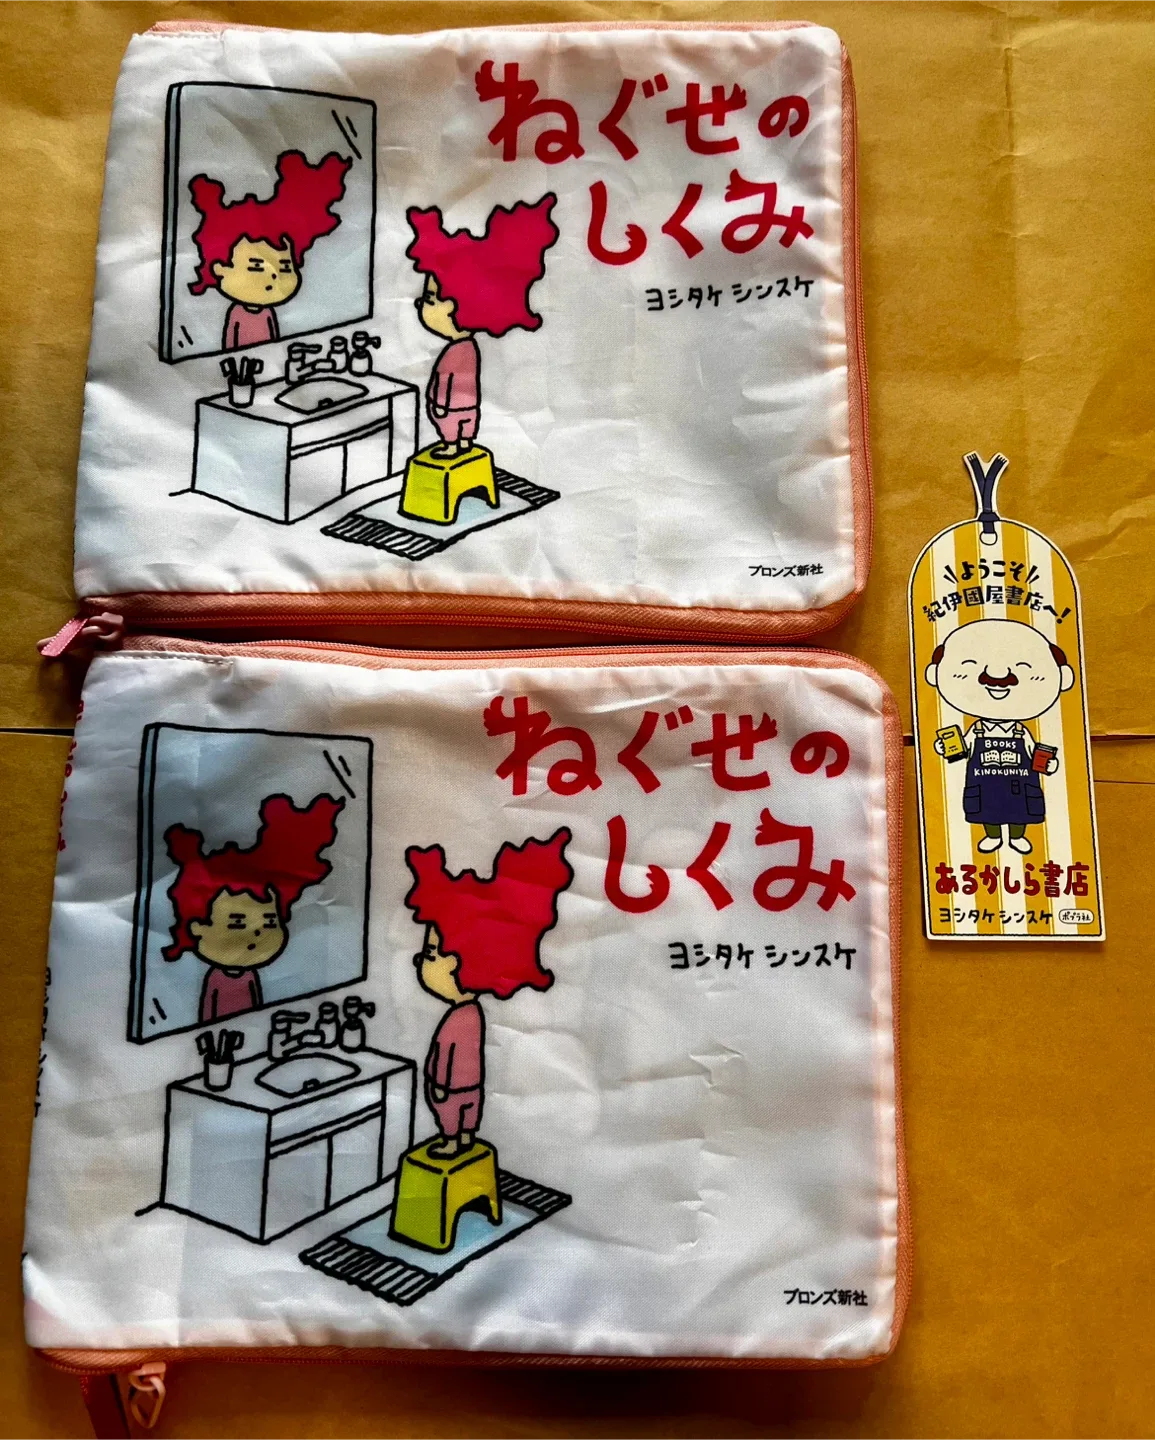 ねぐせの
しくみ
ヨシタケ シンスケ
ブロンズ新社
ねぐせの
しくみ
ヨシタケ シンスケ
ブロンズ新社
ようこそ
紀伊國屋書店へ!
BOOKS
KINOKUNIYA
あるかしら書店
ヨシタケ シンスケ ポプラ社